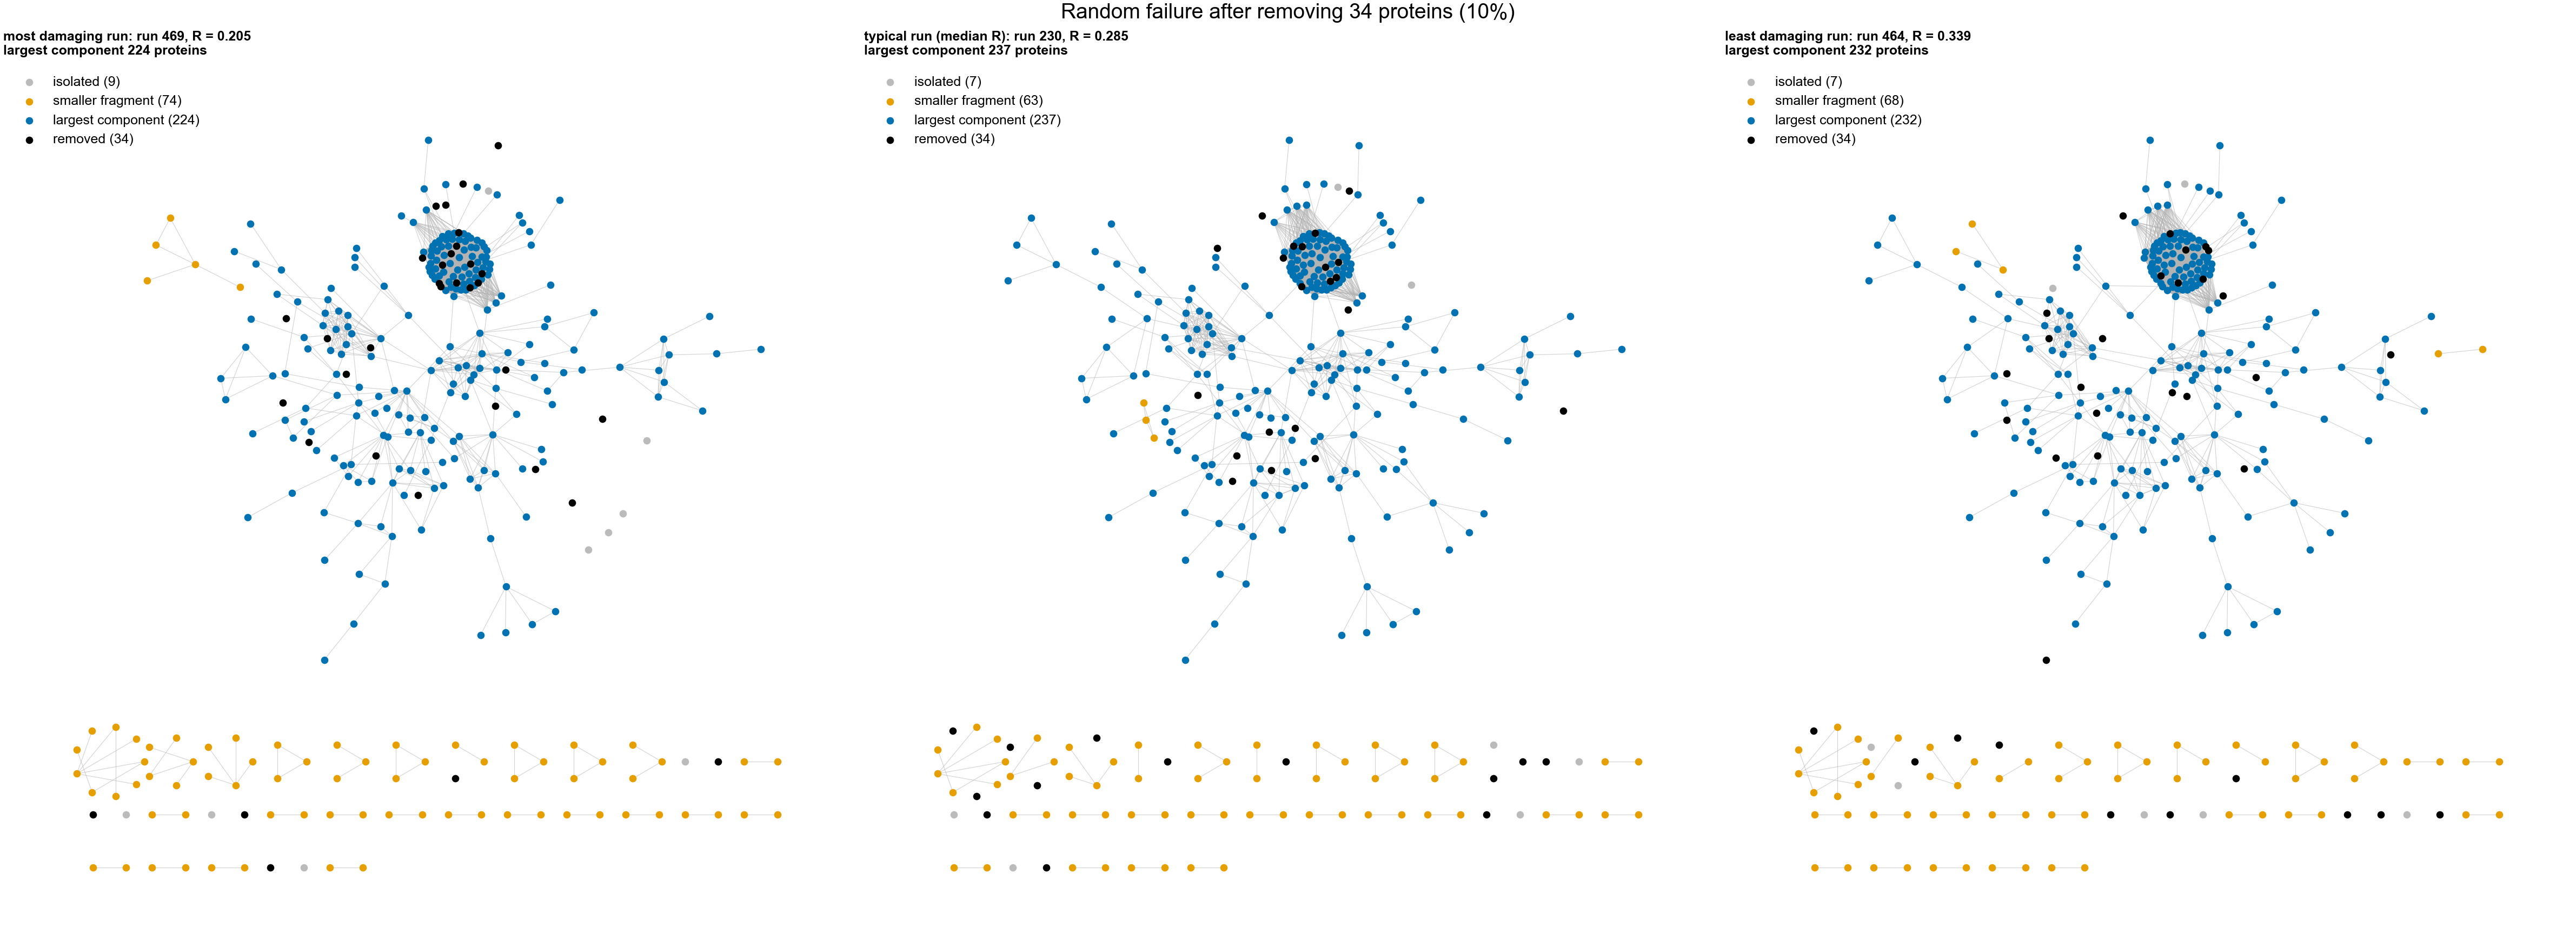 Random failure after removing 34 proteins (10%)
most damaging run: run 469, R = 0.205
largest component 224 proteins
isolated (9)
smaller fragment (74)
largest component (224)
removed (34)
typical run (median R): run 230, R = 0.285
largest component 237 proteins
isolated (7)
smaller fragment (63)
largest component (237)
removed (34)
least damaging run: run 464, R = 0.339
largest component 232 proteins
isolated (7)
smaller fragment (68)
largest component (232)
removed (34)